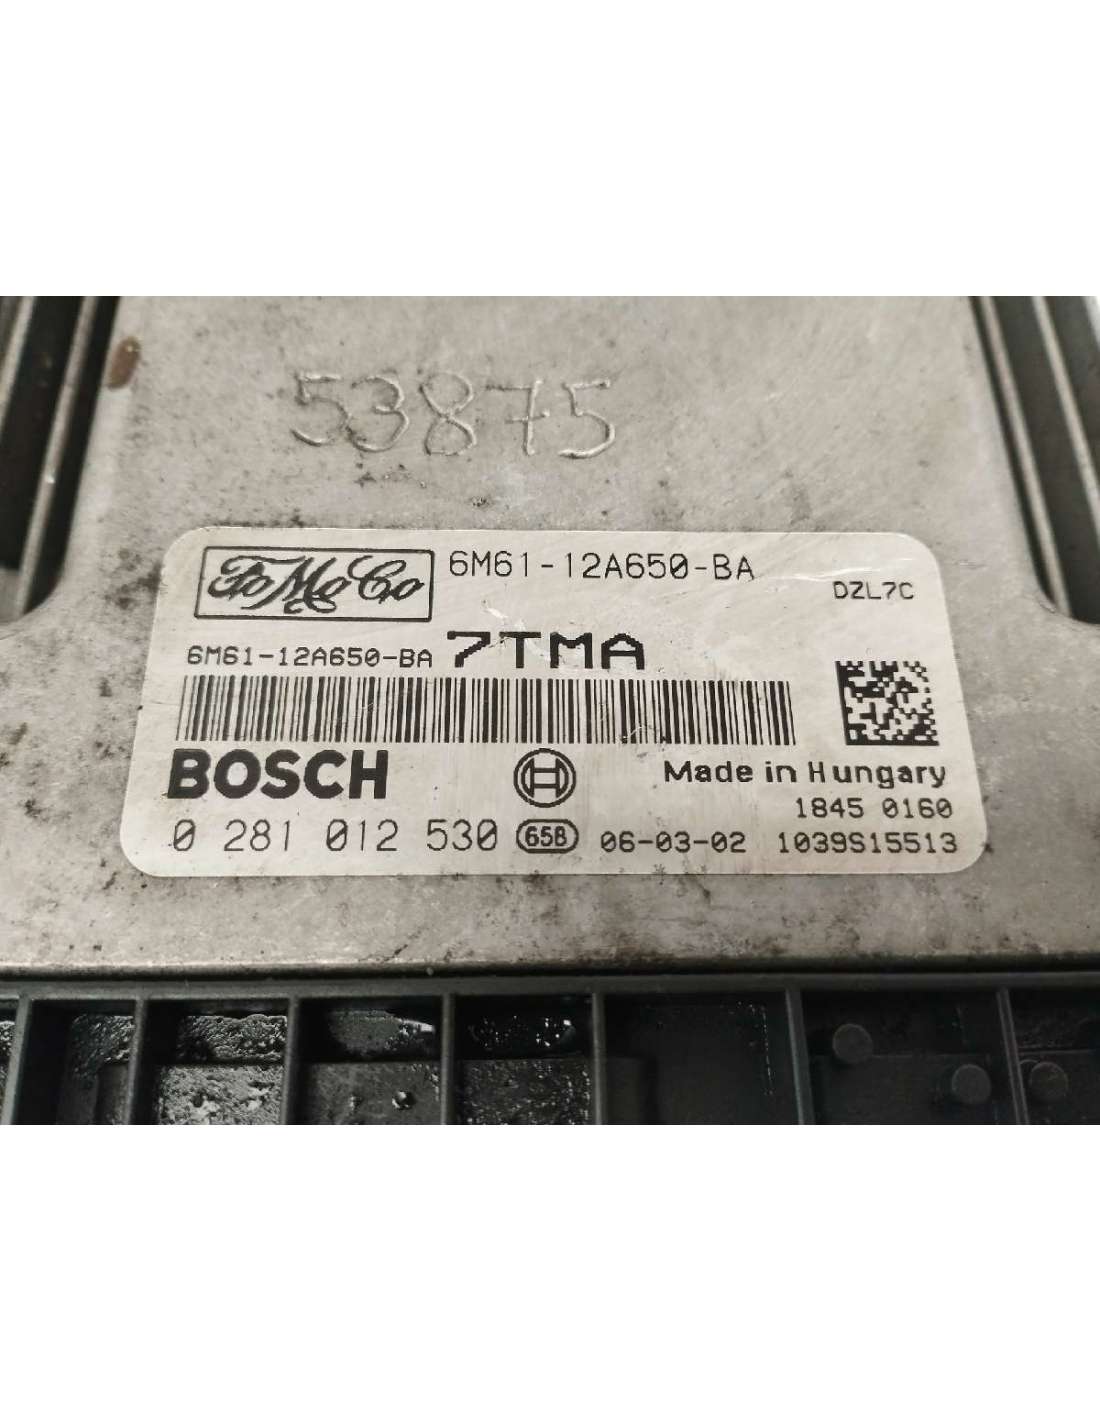 53875
FoMoCo
6M61-12A650-BA
DZL7C
6M61-12A650-BA 7TMA
BOSCH
Made in Hungary
1845 0160
0 281 012 530 658 06-03-02 1039S15513